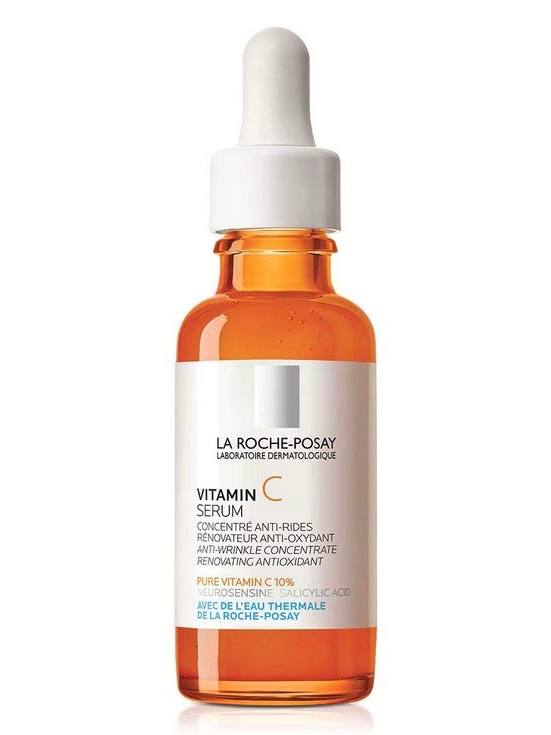 LA ROCHE-POSAY
LABORATOIRE DERMATOLOGIQUE
VITAMIN C
SERUM
CONCENTRÉ ANTI-RIDES
RÉNOVATEUR ANTI-OXYDANT
ANTI-WRINKLE CONCENTRATE
RENOVATING ANTIOXIDANT
PURE VITAMIN C 10%
NEUROSENSINE. SALICYLIC ACID
AVEC DE L'EAU THERMALE
DE LA ROCHE-POSAY